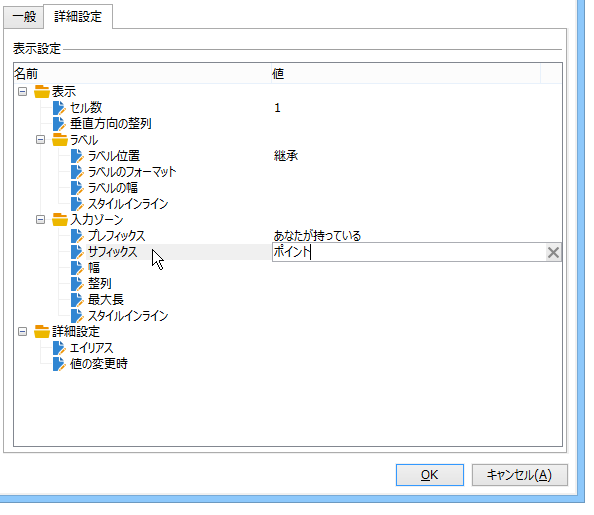 一般 詳細設定
表示設定
名前 値
表示
セル数 1
垂直方向の整列
ラベル
ラベル位置 継承
ラベルのフォーマット
ラベルの幅
スタイルインライン
入力ゾーン
プレフィックス あなたが持っている
サフィックス ポイント
幅
整列
最大長
スタイルインライン
詳細設定
エイリアス
値の変更時
OK キャンセル(A)